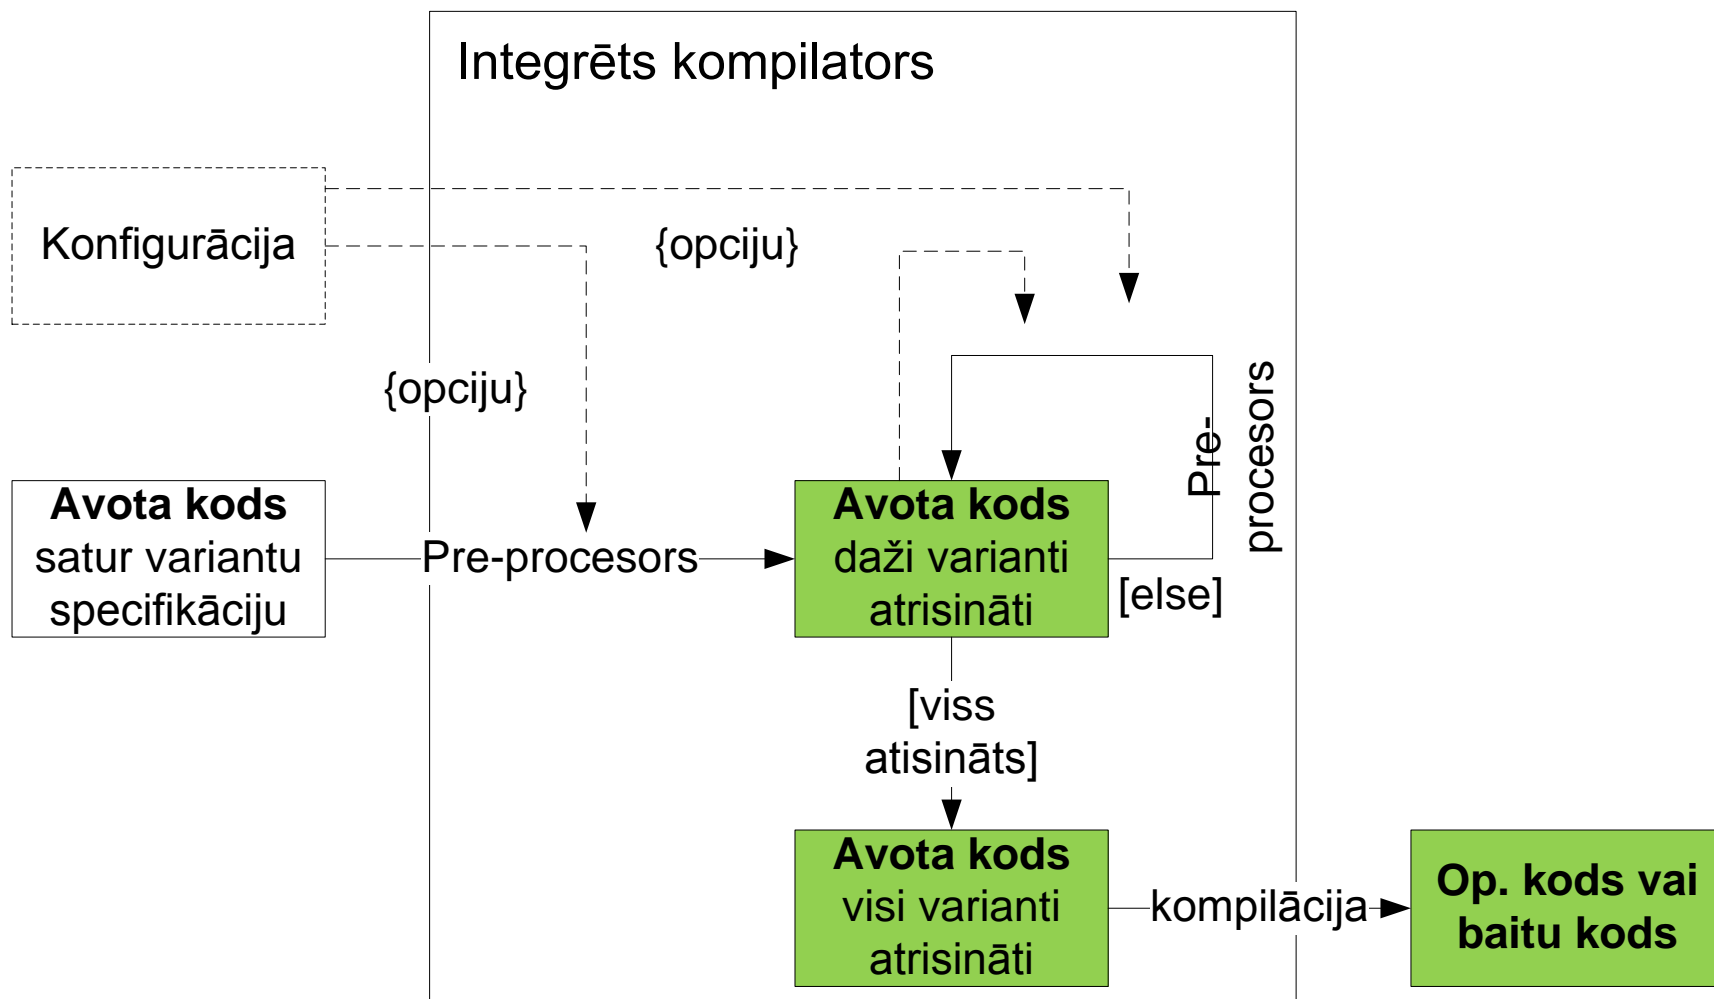 Integrēts kompilators
Konfigurācija
{opciju}
{opciju}
Pre-
procesors
Avota kods
satur variantu
specifikāciju
Pre-procesors
Avota kods
daži varianti
atrisināti
[else]
[viss
atisināts]
Avota kods
visi varianti
atrisināti
kompilācija
Op. kods vai
baitu kods